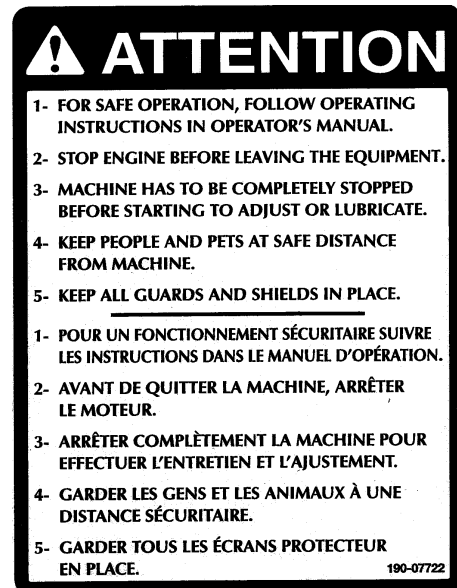 ATTENTION
1- FOR SAFE OPERATION, FOLLOW OPERATING
INSTRUCTIONS IN OPERATOR'S MANUAL.
2- STOP ENGINE BEFORE LEAVING THE EQUIPMENT.
3- MACHINE HAS TO BE COMPLETELY STOPPED
BEFORE STARTING TO ADJUST OR LUBRICATE.
4- KEEP PEOPLE AND PETS AT SAFE DISTANCE
FROM MACHINE.
5- KEEP ALL GUARDS AND SHIELDS IN PLACE.
1- POUR UN FONCTIONNEMENT SÉCURITAIRE SUIVRE
LES INSTRUCTIONS DANS LE MANUEL D'OPÉRATION.
2- AVANT DE QUITTER LA MACHINE, ARRÊTER
LE MOTEUR.
3- ARRÊTER COMPLÈTEMENT LA MACHINE POUR
EFFECTUER L'ENTRETIEN ET L'AJUSTEMENT.
4- GARDER LES GENS ET LES ANIMAUX À UNE
DISTANCE SÉCURITAIRE.
5- GARDER TOUS LES ÉCRANS PROTECTEUR
EN PLACE. 190-07722